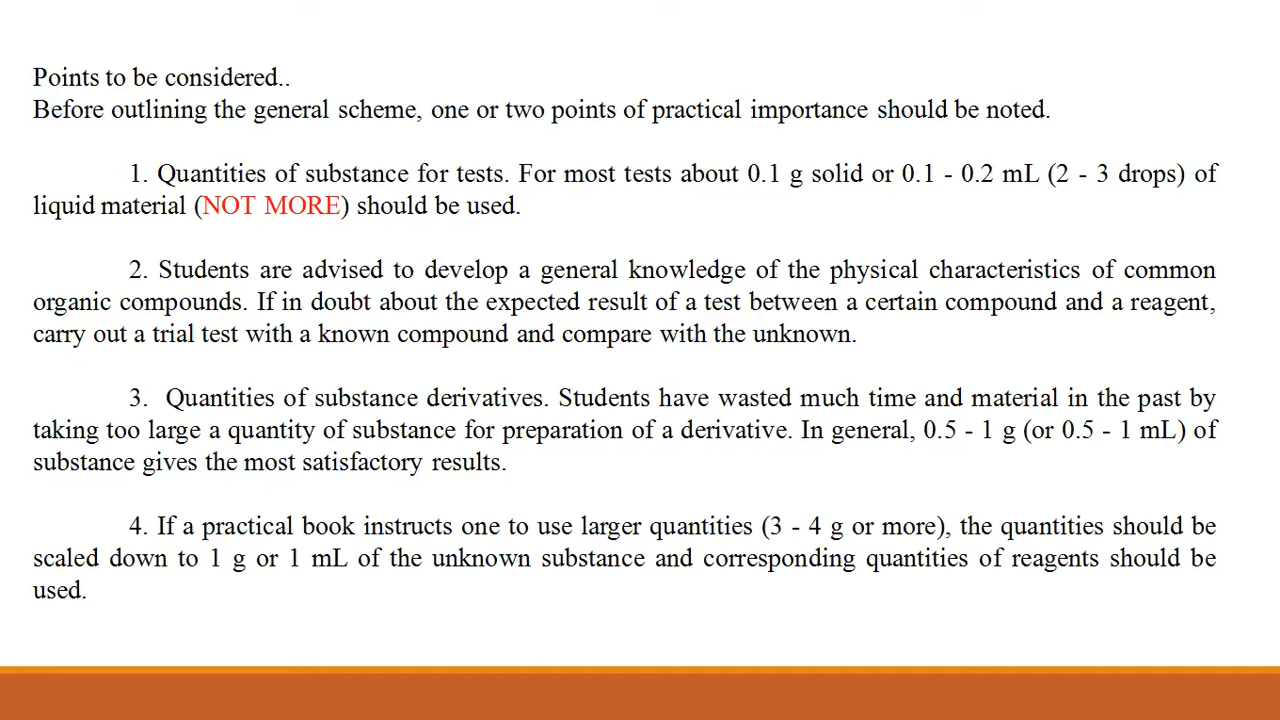 Points to be considered..
Before outlining the general scheme, one or two points of practical importance should be noted.
1. Quantities of substance for tests. For most tests about 0.1 g solid or 0.1 - 0.2 mL (2 - 3 drops) of
liquid material (NOT MORE) should be used.
2. Students are advised to develop a general knowledge of the physical characteristics of common
organic compounds. If in doubt about the expected result of a test between a certain compound and a reagent,
carry out a trial test with a known compound and compare with the unknown.
3. Quantities of substance derivatives. Students have wasted much time and material in the past by
taking too large a quantity of substance for preparation of a derivative. In general, 0.5 - 1 g (or 0.5 - 1 mL) of
substance gives the most satisfactory results.
4. If a practical book instructs one to use larger quantities (3 - 4 g or more), the quantities should be
scaled down to 1 g or 1 mL of the unknown substance and corresponding quantities of reagents should be
used.